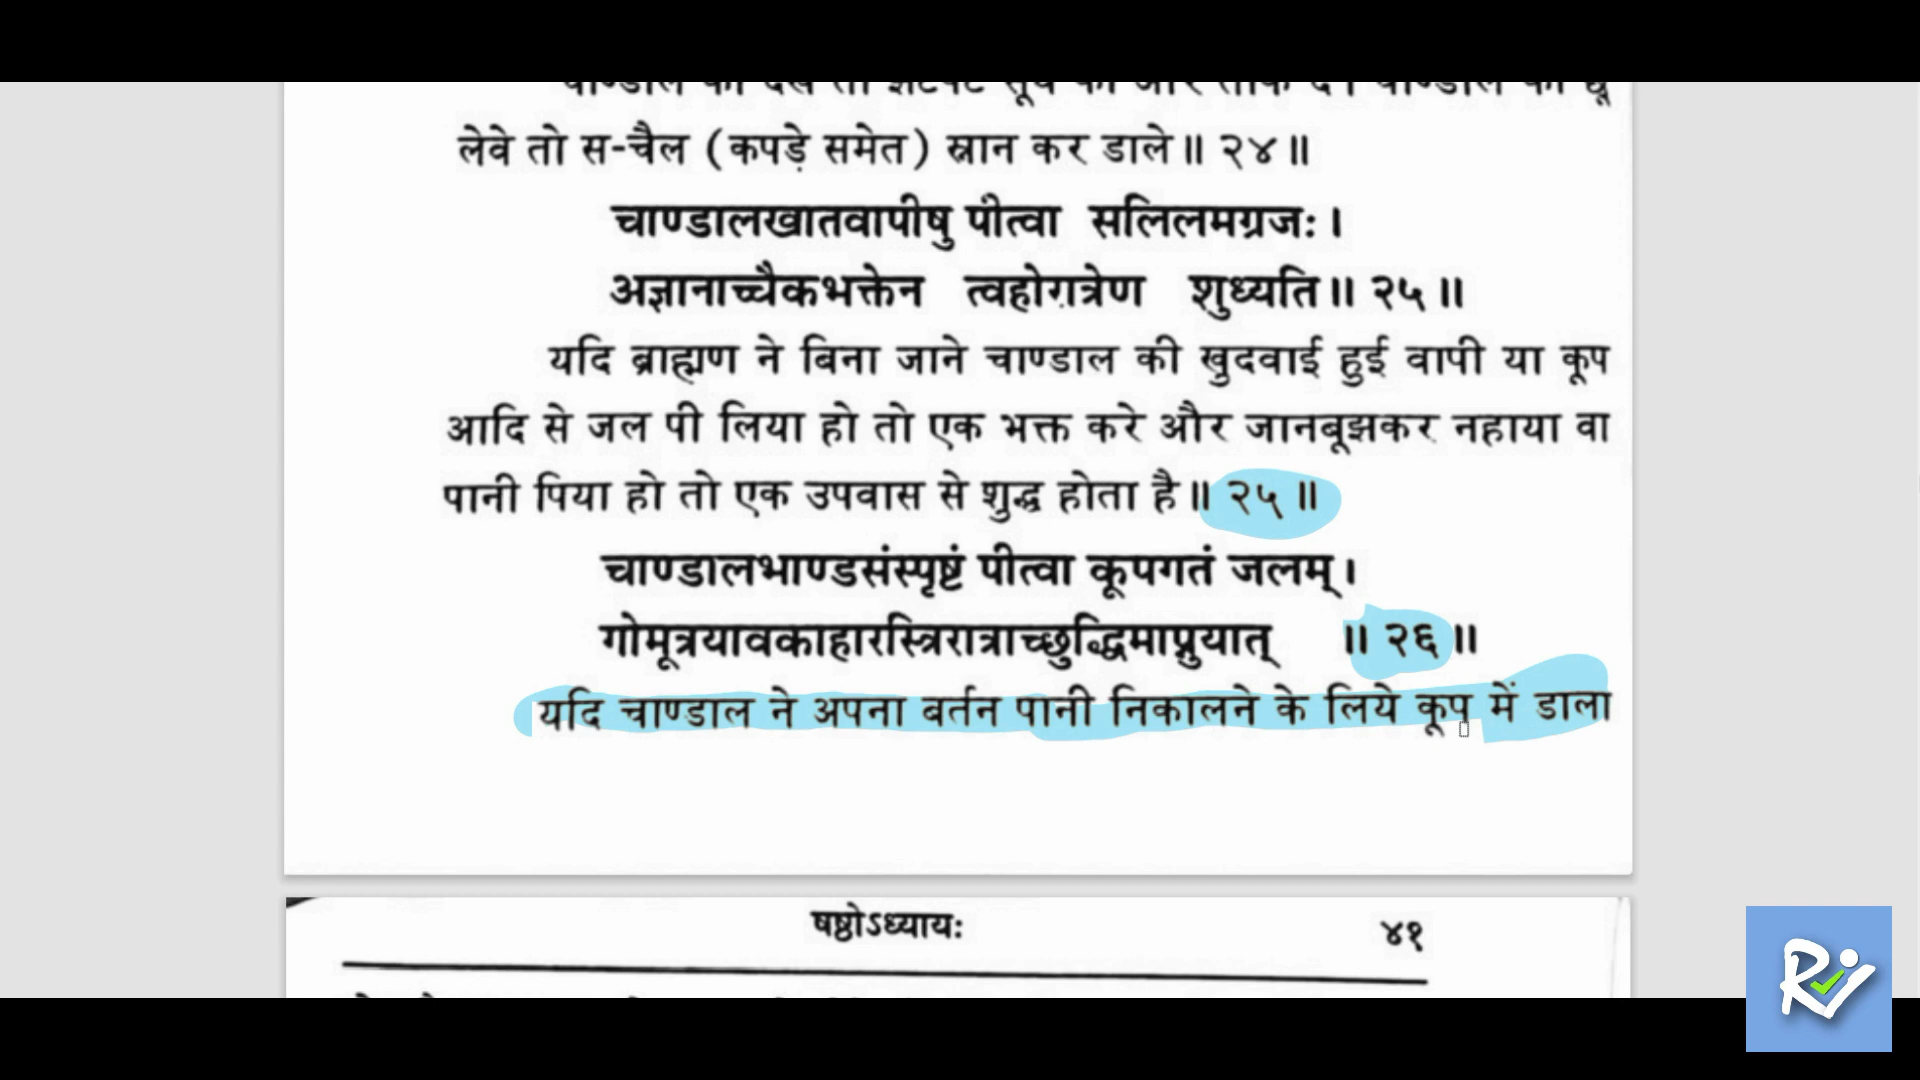 लेवे तो स-चैल (कपड़े समेत) स्नान कर डाले॥ २४॥
चाण्डालखातवापीषु पीत्वा सलिलमग्रजः।
अज्ञानाच्चैकभक्तेन त्वहोरात्रेण शुध्यति॥ २५॥
यदि ब्राह्मण ने बिना जाने चाण्डाल की खुदवाई हुई वापी या कूप
आदि से जल पी लिया हो तो एक भक्त करे और जानबूझकर नहाया वा
पानी पिया हो तो एक उपवास से शुद्ध होता है॥ २५॥
चाण्डालभाण्डसंस्पृष्टं पीत्वा कूपगतं जलम्।
गोमूत्रयावकाहारस्त्रिरात्राच्छुद्धिमाप्नुयात् ॥ २६॥
यदि चाण्डाल ने अपना बर्तन पानी निकालने के लिये कूप में डाला
षष्ठोऽध्यायः ४१